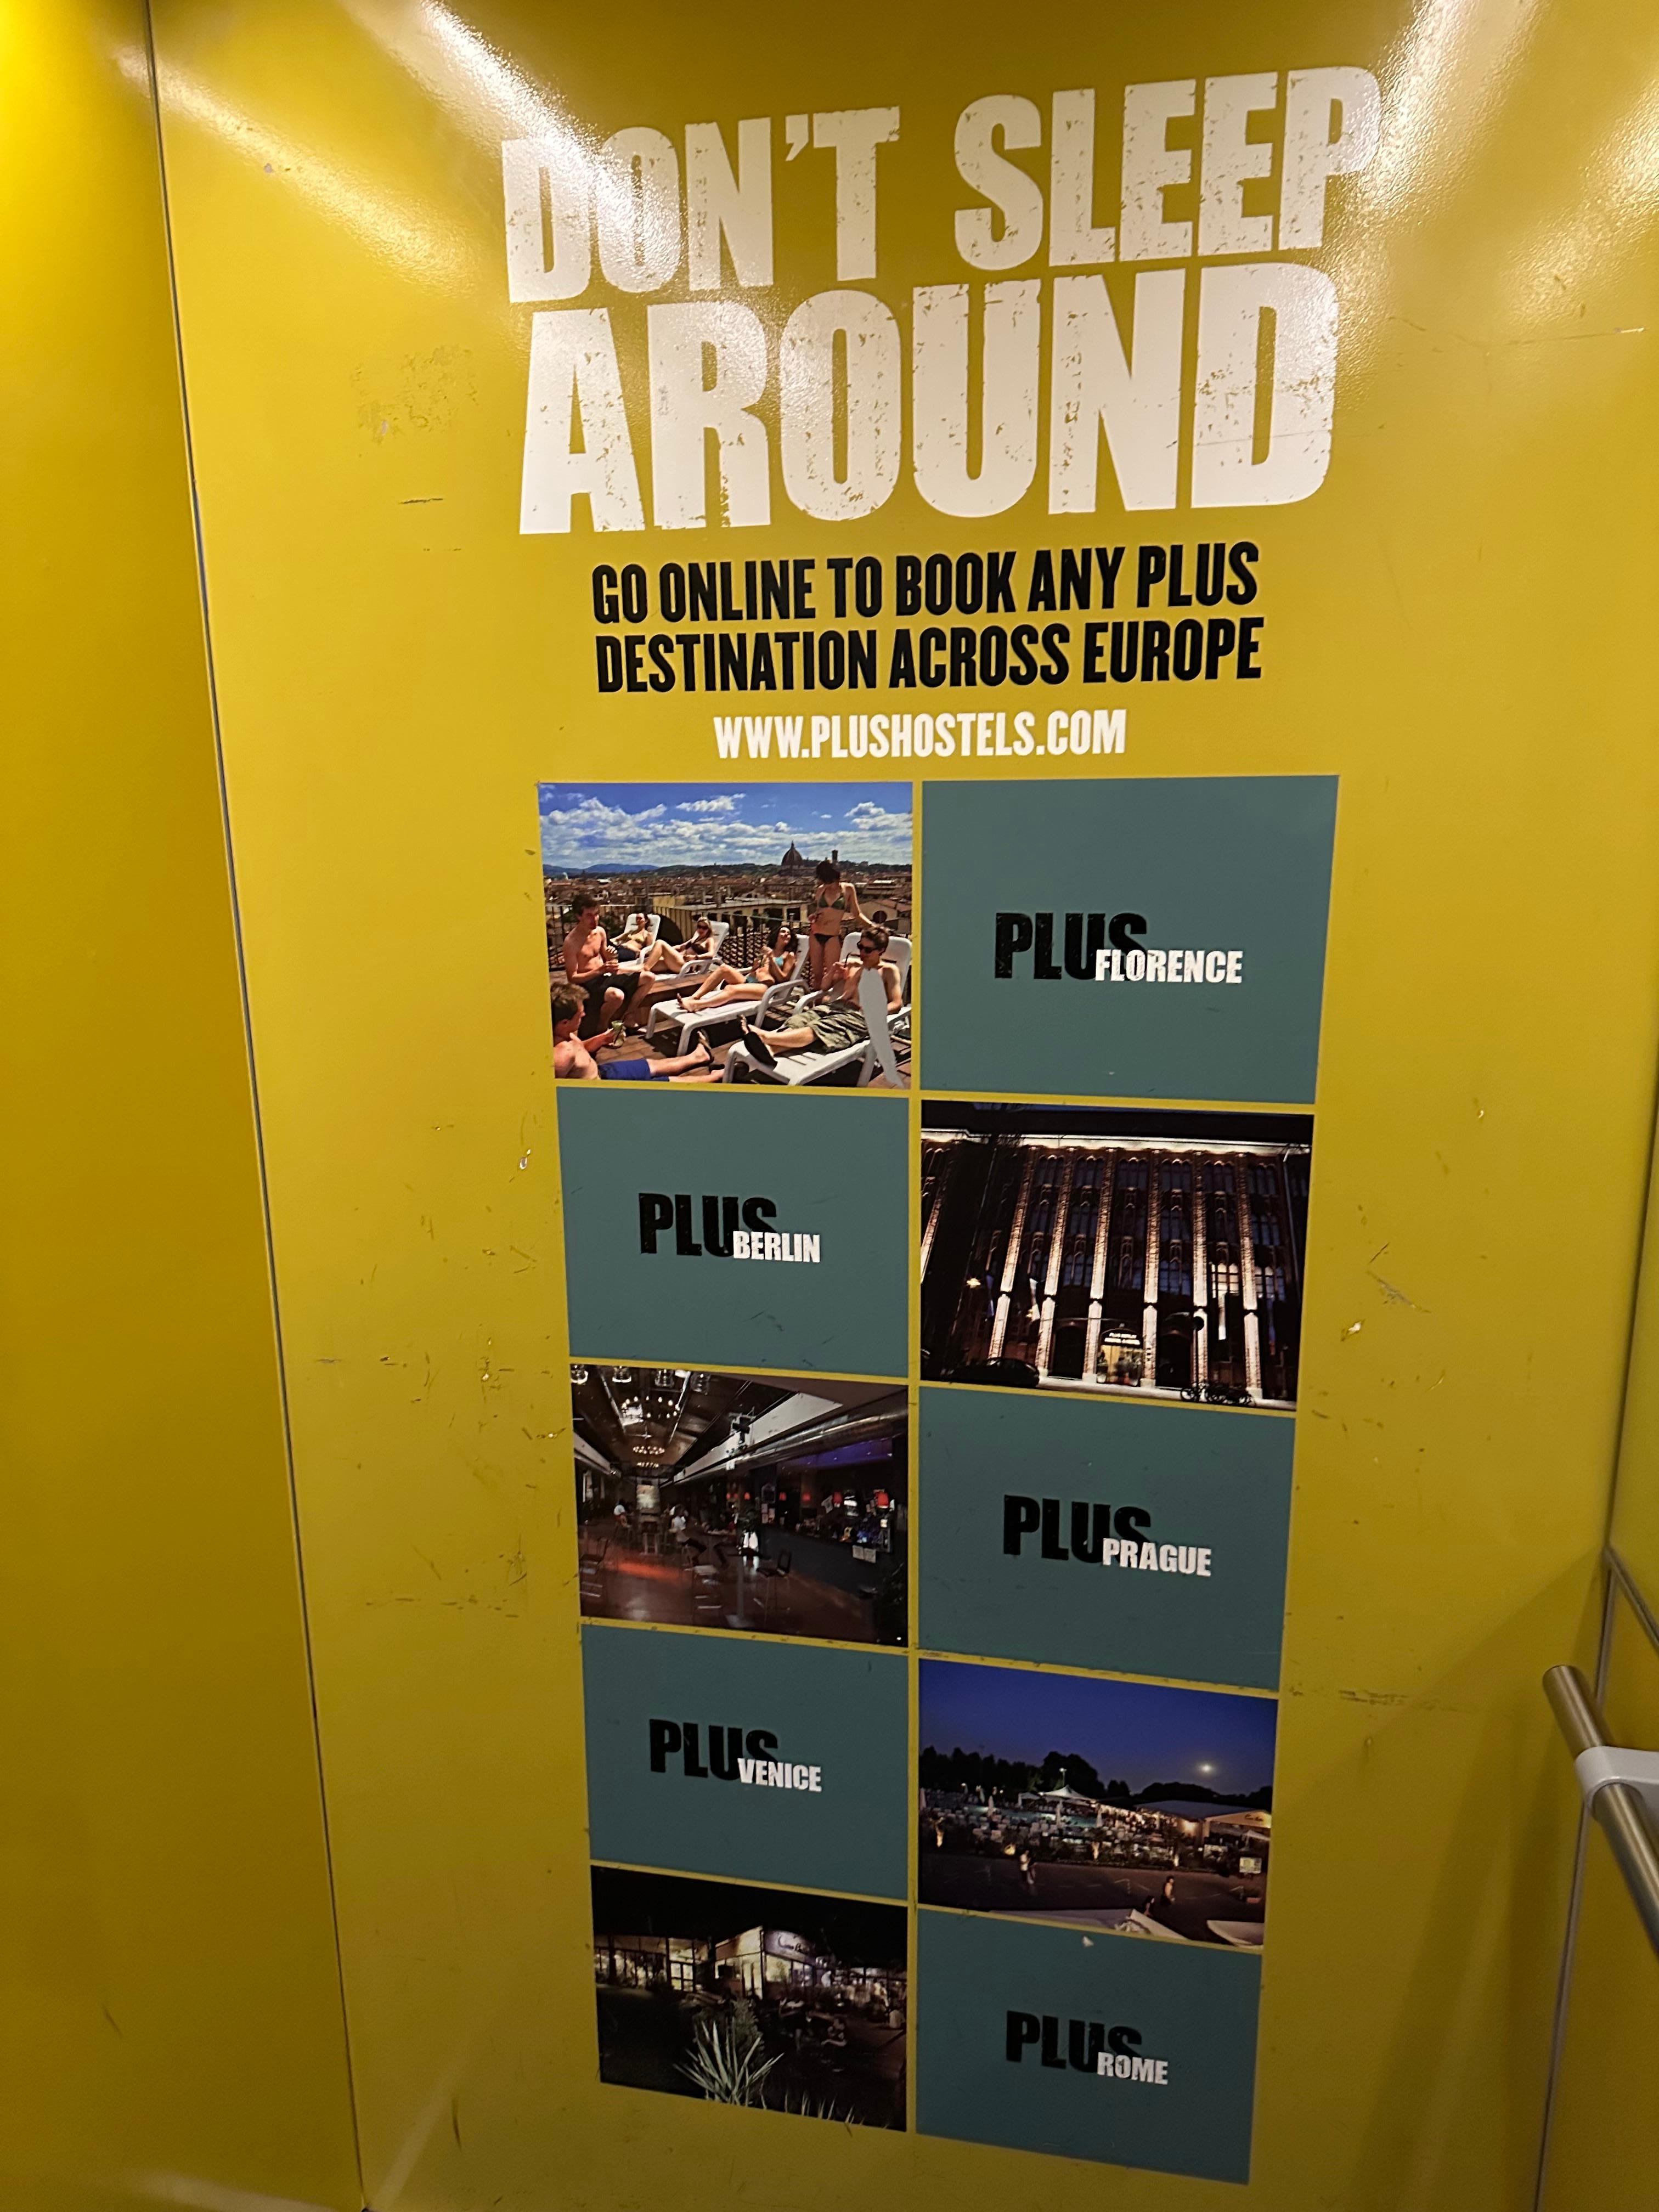 DON'T SLEEP
AROUND
GO ONLINE TO BOOK ANY PLUS
DESTINATION ACROSS EUROPE
WWW.PLUSHOSTELS.COM
PLUS
FLORENCE
PLUS
BERLIN
PLUS
PRAGUE
PLUS
VENICE
PLUS
ROME